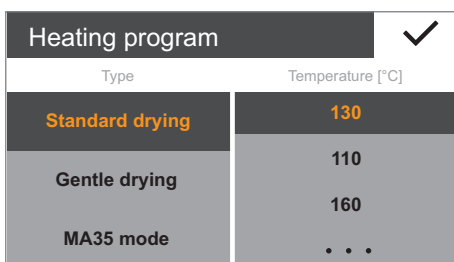 Heating program
Type Temperature [°C]
Standard drying 130
110
Gentle drying
160
MA35 mode
. . .